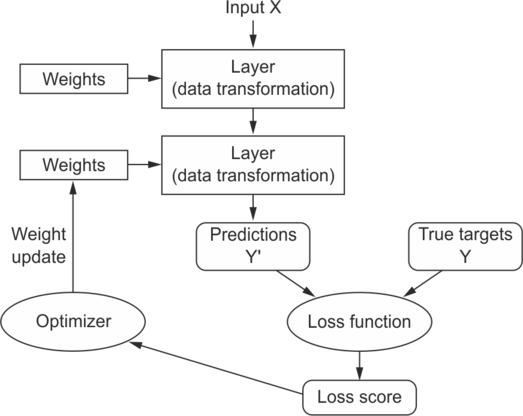 Input X
Weights
Layer
(data transformation)
Weights
Layer
(data transformation)
Weight
update
Predictions
Y'
True targets
Y
Optimizer
Loss function
Loss score